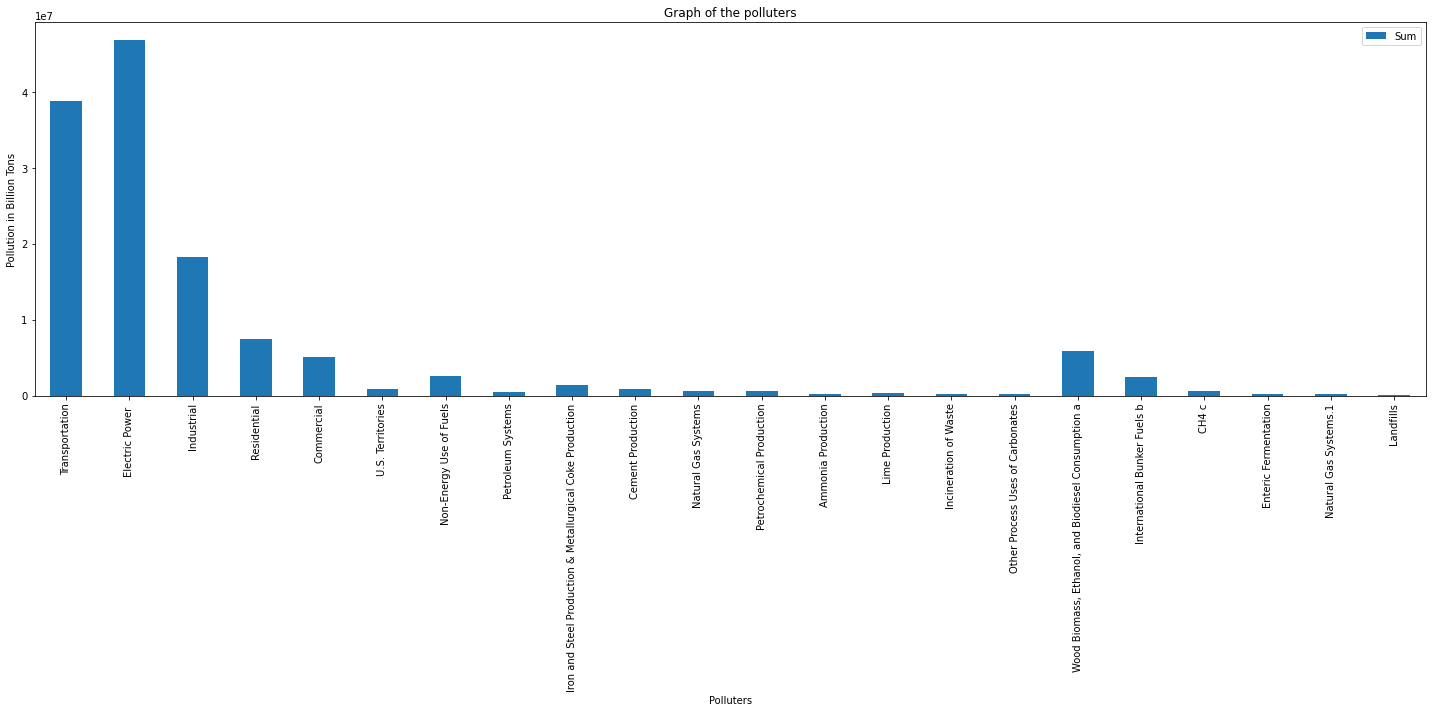 Graph of the polluters
1e7
Sum
4
3
2
1
0
Pollution in Billion Tons
Transportation
Electric Power
Industrial
Residential
Commercial
U.S. Territories
Non-Energy Use of Fuels
Petroleum Systems
Iron and Steel Production & Metallurgical Coke Production
Cement Production
Natural Gas Systems
Petrochemical Production
Ammonia Production
Lime Production
Incineration of Waste
Other Process Uses of Carbonates
Wood Biomass, Ethanol, and Biodiesel Consumption a
International Bunker Fuels b
CH4 c
Enteric Fermentation
Natural Gas Systems.1
Landfills
Polluters